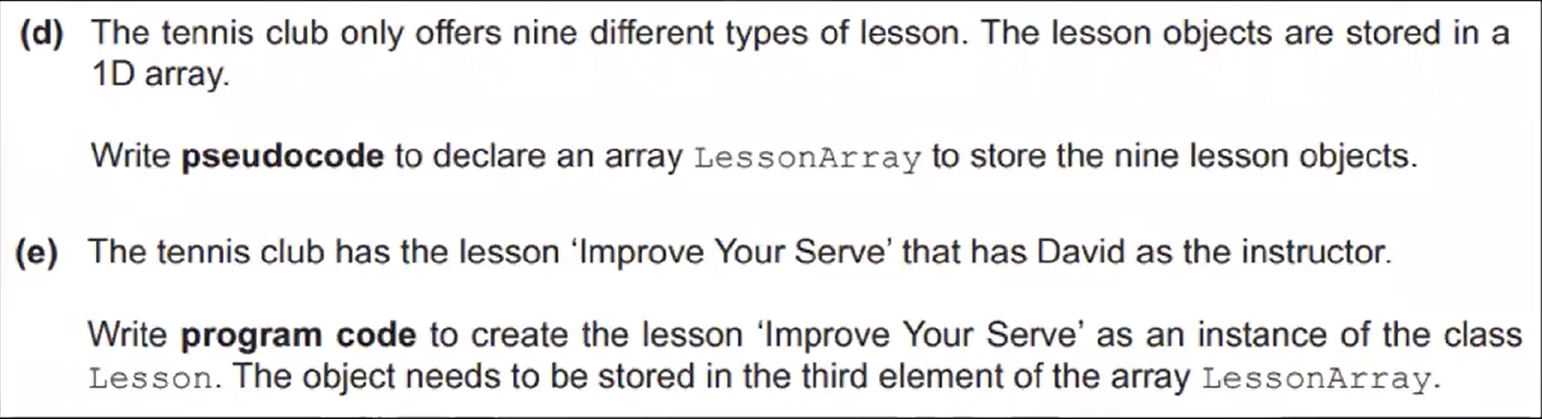 (d) The tennis club only offers nine different types of lesson. The lesson objects are stored in a
1D array.
Write pseudocode to declare an array LessonArray to store the nine lesson objects.
(e) The tennis club has the lesson ‘Improve Your Serve’ that has David as the instructor.
Write program code to create the lesson ‘Improve Your Serve’ as an instance of the class
Lesson. The object needs to be stored in the third element of the array LessonArray.